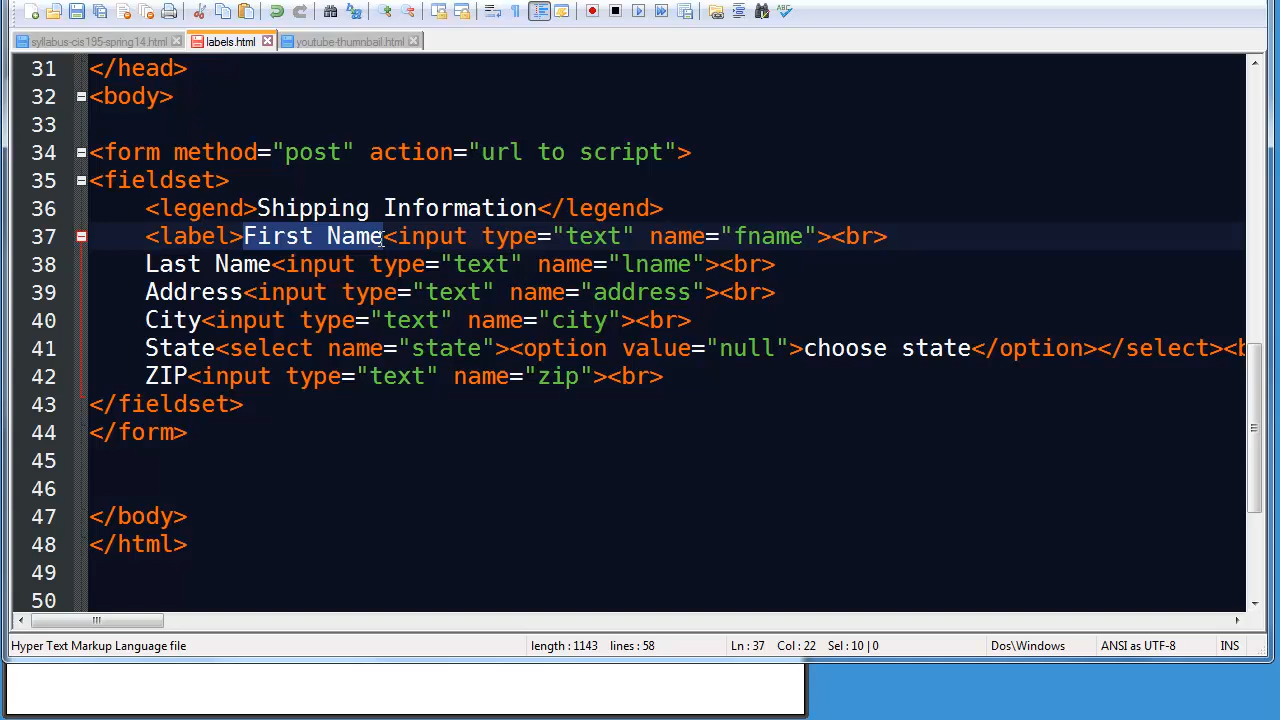 syllabus-cis195-spring14.html labels.html youtube-thumnbail.html
31 </head>
32 <body>
33
34 <form method="post" action="url to script">
35 <fieldset>
36 <legend>Shipping Information</legend>
37 <label>First Name<input type="text" name="fname"><br>
38 Last Name<input type="text" name="lname"><br>
39 Address<input type="text" name="address"><br>
40 City<input type="text" name="city"><br>
41 State<select name="state"><option value="null">choose state</option></select><b
42 ZIP<input type="text" name="zip"><br>
43 </fieldset>
44 </form>
45
46
47 </body>
48 </html>
49
50
Hyper Text Markup Language file length : 1143 lines : 58 Ln : 37 Col : 22 Sel : 10 | 0 Dos\Windows ANSI as UTF-8 INS